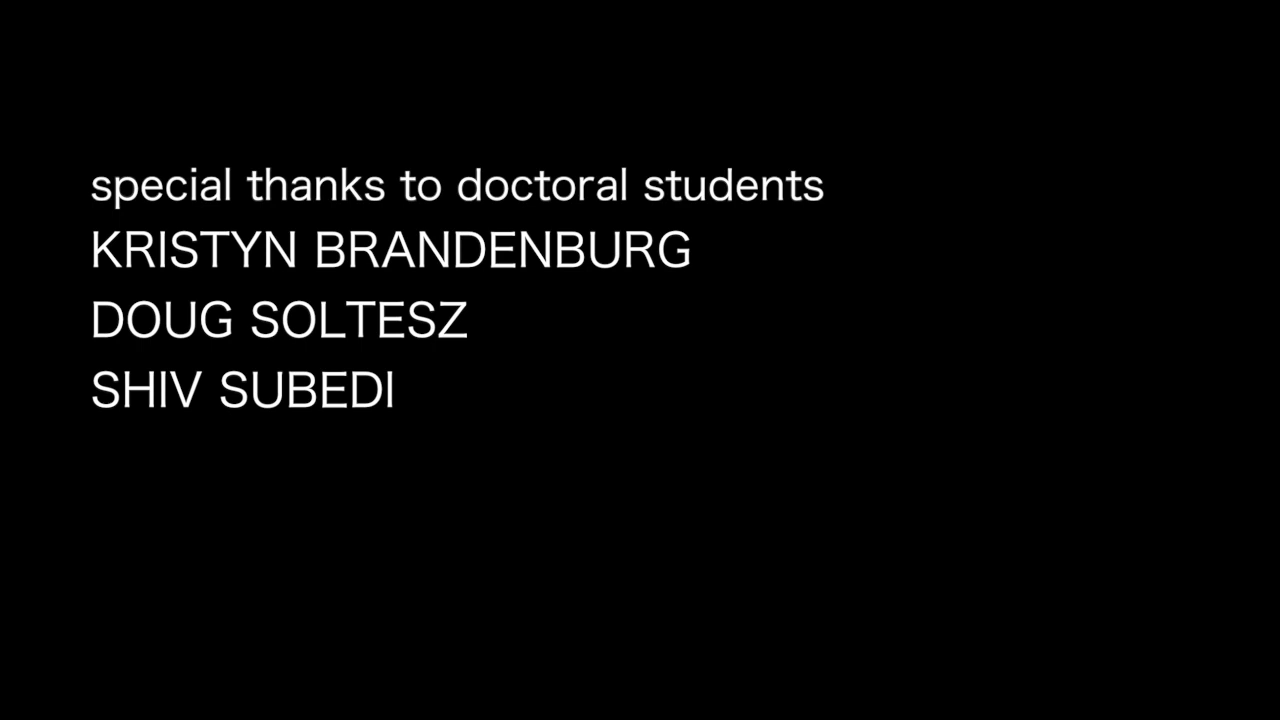 special thanks to doctoral students
KRISTYN BRANDENBURG
DOUG SOLTESZ
SHIV SUBEDI